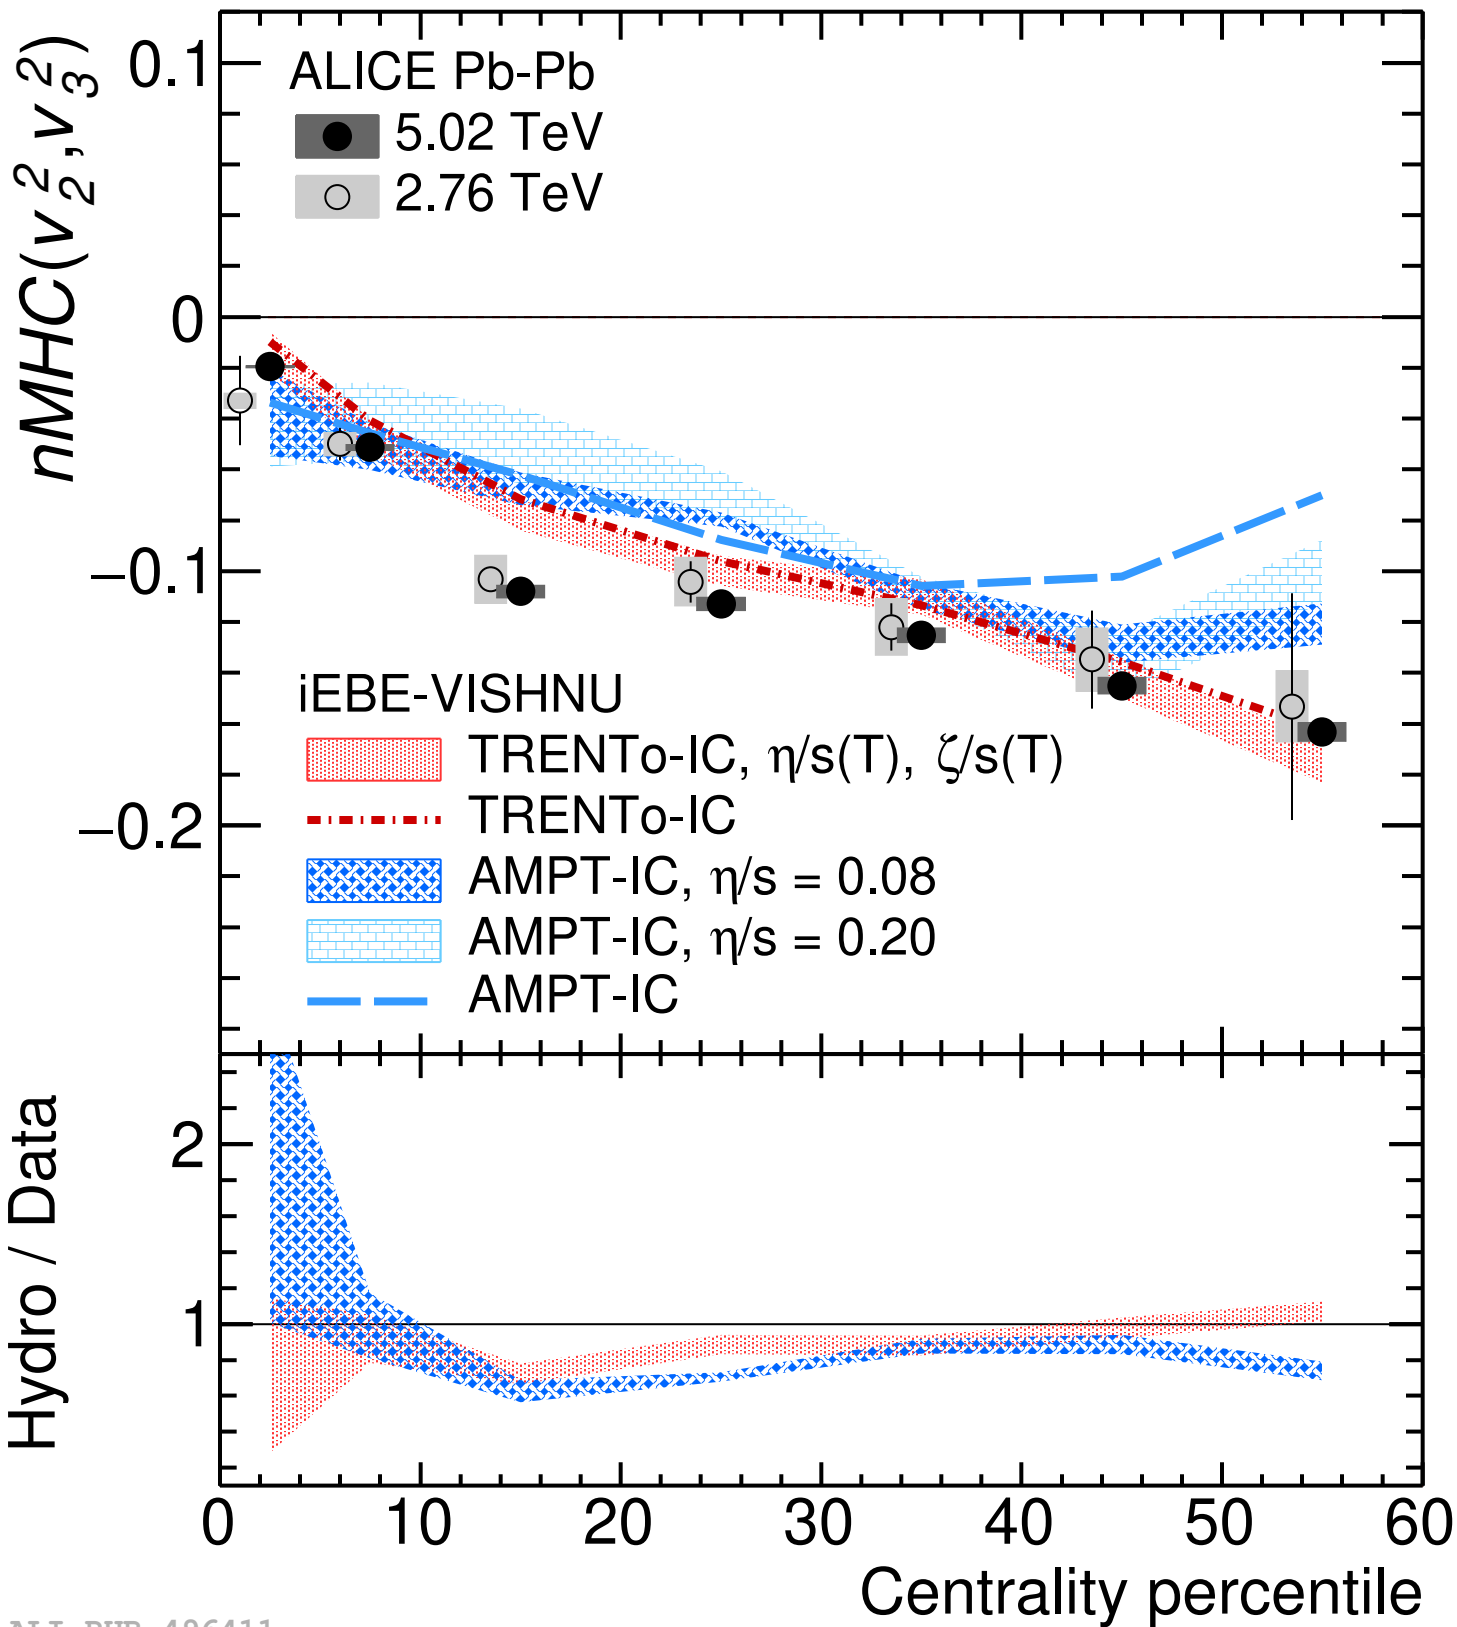 nMHC(v₂²,v₃²)
0.1
0
−0.1
−0.2
ALICE Pb-Pb
5.02 TeV
2.76 TeV
iEBE-VISHNU
TRENTo-IC, η/s(T), ζ/s(T)
TRENTo-IC
AMPT-IC, η/s = 0.08
AMPT-IC, η/s = 0.20
AMPT-IC
Hydro / Data
2
1
0 10 20 30 40 50 60
Centrality percentile